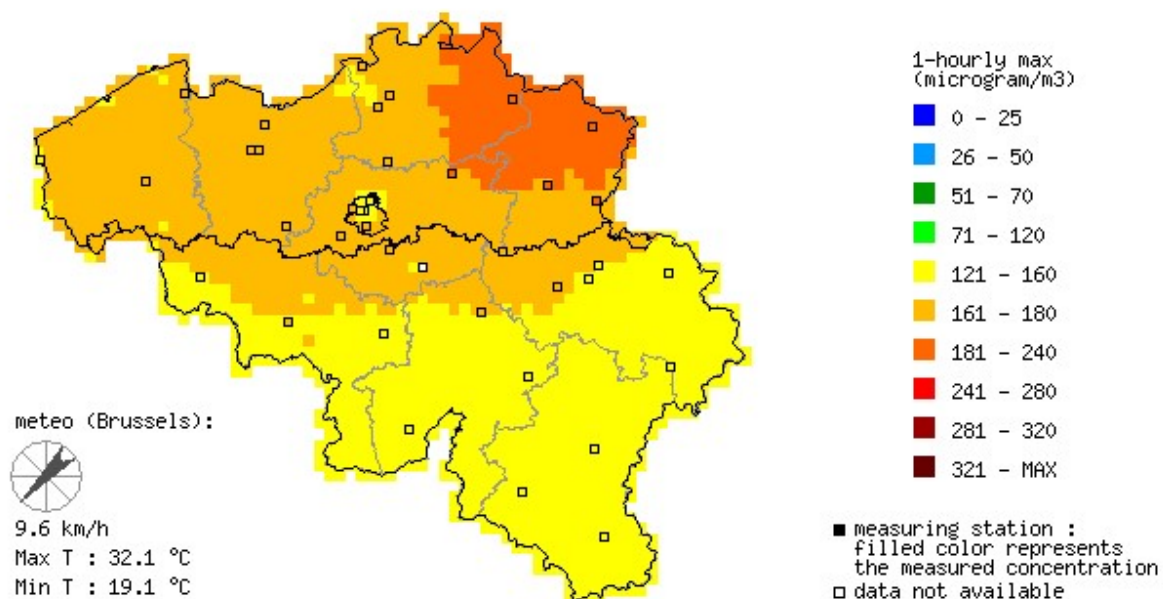 1-hourly max
(microgram/m3)
0 - 25
26 - 50
51 - 70
71 - 120
121 - 160
161 - 180
181 - 240
241 - 280
281 - 320
321 - MAX
meteo (Brussels):
9.6 km/h
Max T : 32.1 °C
Min T : 19.1 °C
measuring station :
filled color represents
the measured concentration
data not available